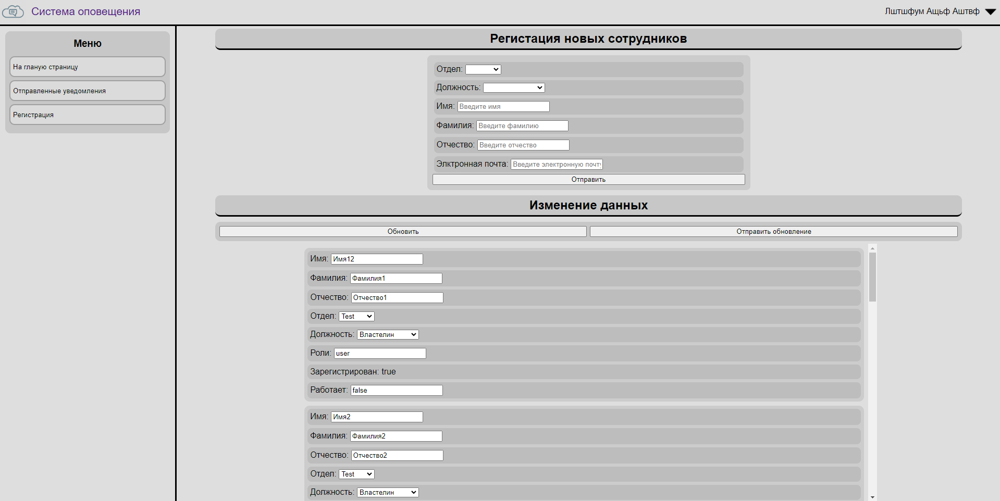 Система оповещения
Лштшфум Ащьф Аштвф
Меню
На гланую страницу
Отправленные уведомления
Регистрация
Регистация новых сотрудников
Отдел:
Должность:
Имя: Введите имя
Фамилия: Введите фамилию
Отчество: Введите отчество
Элктронная почта: Введите электронную почту
Отправить
Изменение данных
Обновить Отправить обновление
Имя: Имя12
Фамилия: Фамилия1
Отчество: Отчество1
Отдел: Test
Должность: Властелин
Роли: user
Зарегистрирован: true
Работает: false
Имя: Имя2
Фамилия: Фамилия2
Отчество: Отчество2
Отдел: Test
Должность: Властелин